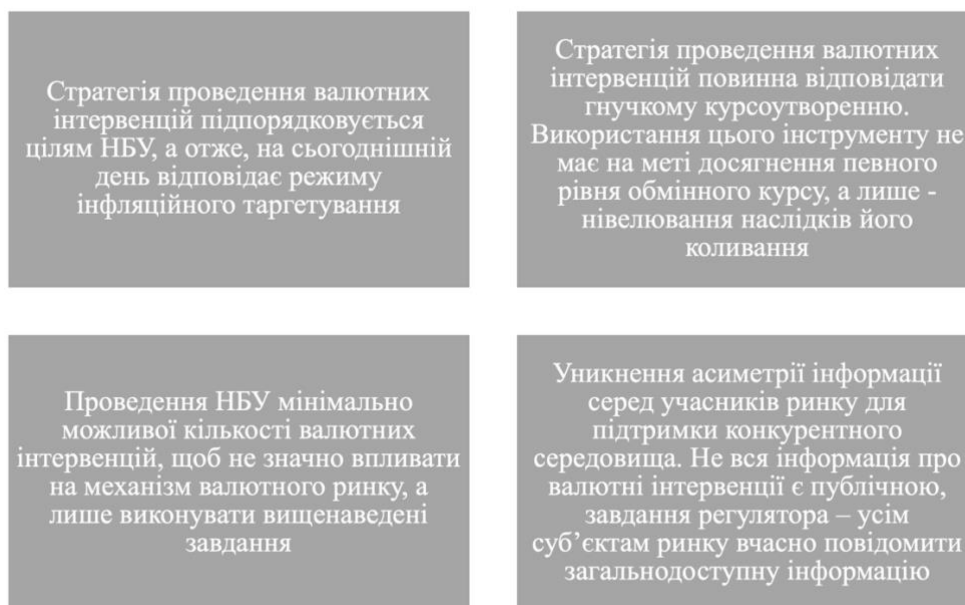 Стратегія проведення валютних
інтервенцій підпорядковується
цілям НБУ, а отже, на сьогоднішній
день відповідає режиму
інфляційного таргетування
Стратегія проведення валютних
інтервенцій повинна відповідати
гнучкому курсоутворенню.
Використання цього інструменту не
має на меті досягнення певного
рівня обмінного курсу, а лише -
нівелювання наслідків його
коливання
Проведення НБУ мінімально
можливої кількості валютних
інтервенцій, щоб не значно впливати
на механізм валютного ринку, а
лише виконувати вищенаведені
завдання
Уникнення асиметрії інформації
серед учасників ринку для
підтримки конкурентного
середовища. Не вся інформація про
валютні інтервенції є публічною,
завдання регулятора – усім
суб’єктам ринку вчасно повідомити
загальнодоступну інформацію